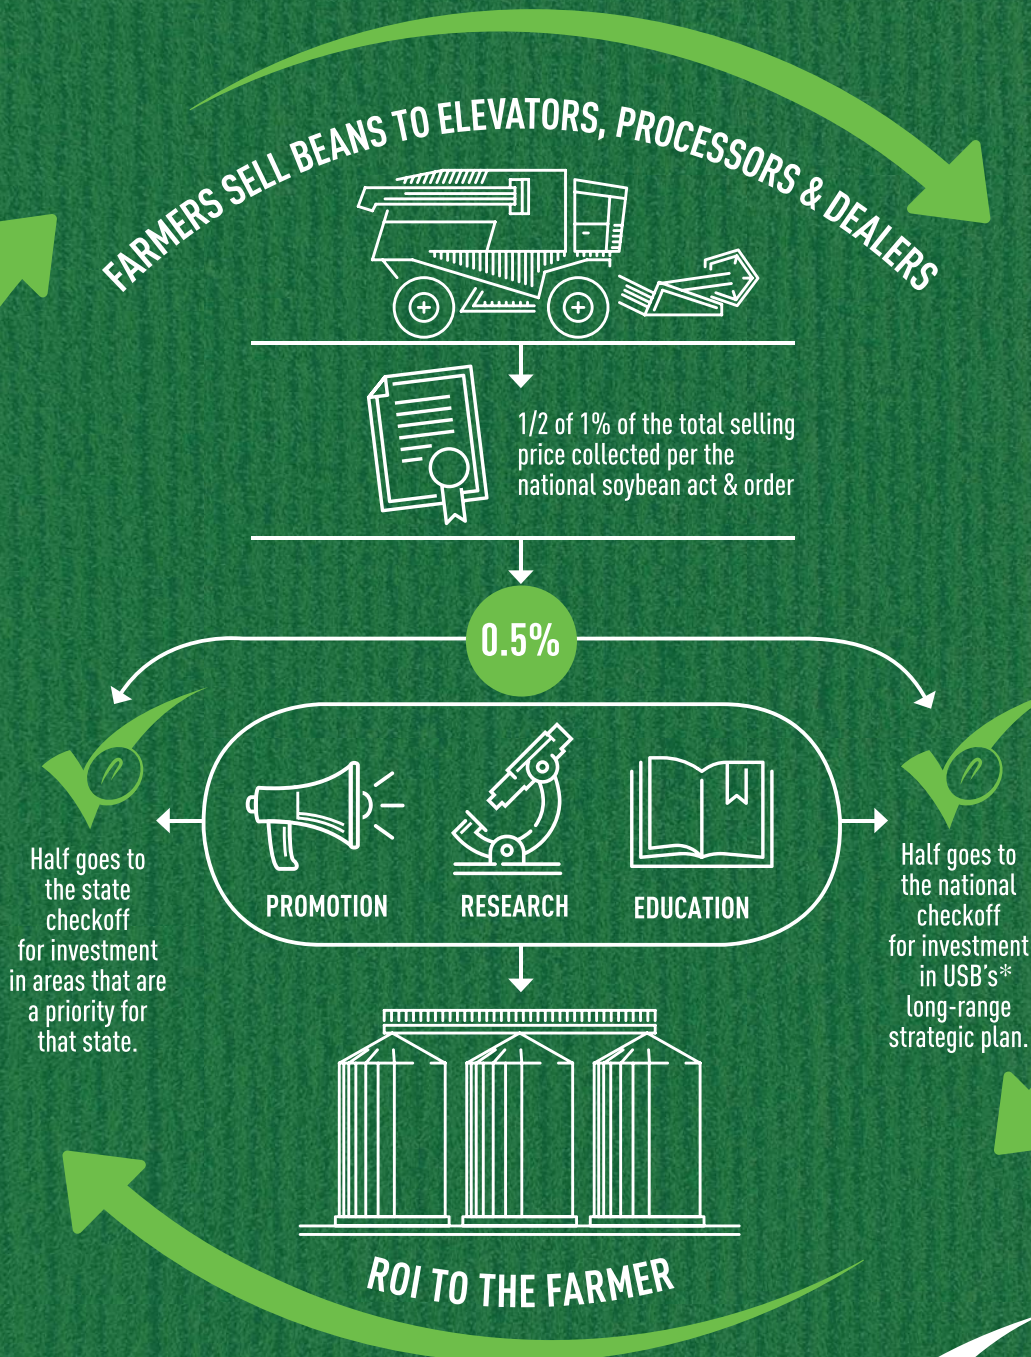 FARMERS SELL BEANS TO ELEVATORS, PROCESSORS & DEALERS
1/2 of 1% of the total selling
price collected per the
national soybean act & order
0.5%
PROMOTION
RESEARCH
EDUCATION
Half goes to
the state
checkoff
for investment
in areas that are
a priority for
that state.
Half goes to
the national
checkoff
for investment
in USB's*
long-range
strategic plan.
ROI TO THE FARMER